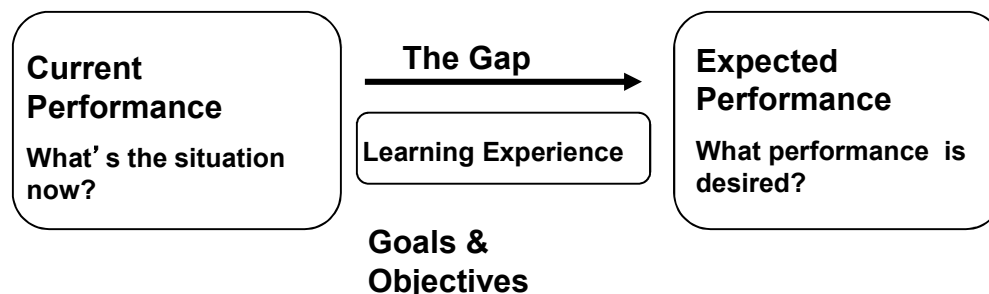 Current
Performance
What's the situation
now?
The Gap
Learning Experience
Goals &
Objectives
Expected
Performance
What performance is
desired?